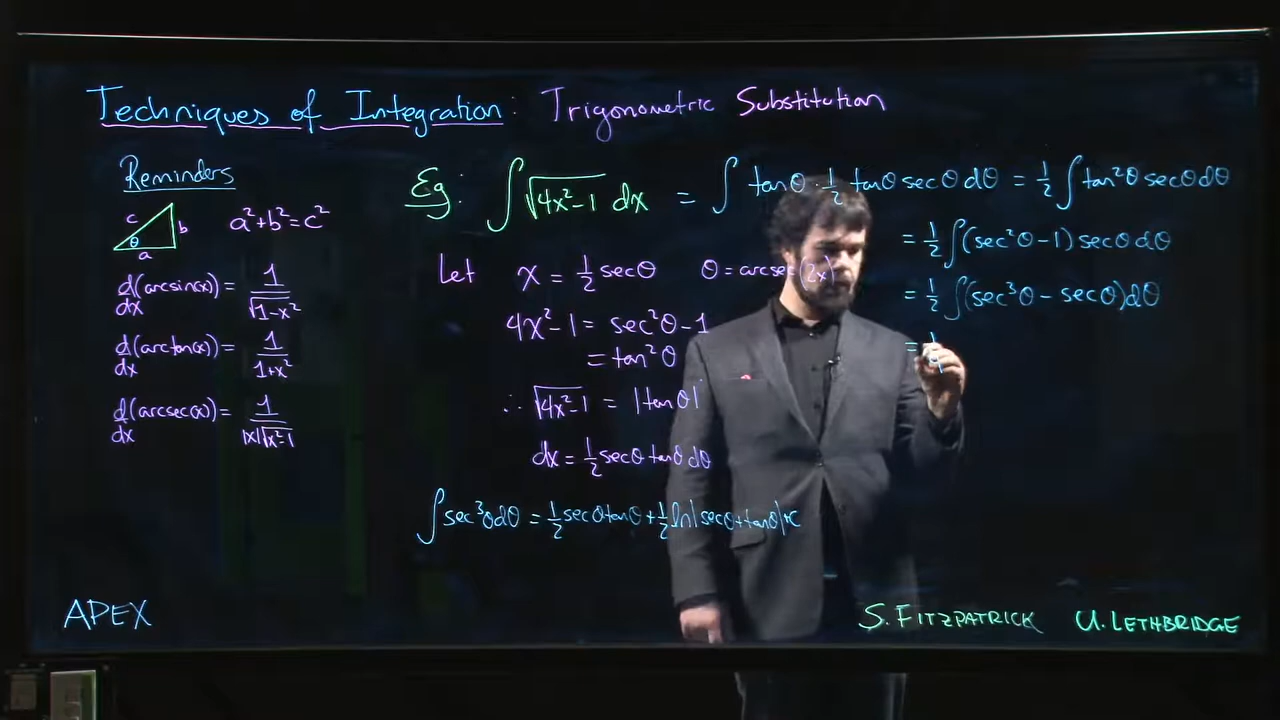 Techniques of Integration: Trigonometric Substitution
Reminders
c b θ a
a²+b²=c²
d/dx (arcsin(x)) = 1/√(1-x²)
d/dx (arctan(x)) = 1/(1+x²)
d/dx (arcsec(x)) = 1/(|x|√(x²-1))
Eg: ∫√(4x²-1) dx = ∫ tanθ · 1/2 tanθ secθ dθ = 1/2 ∫ tan²θ secθ dθ
= 1/2 ∫(sec²θ-1) secθ dθ
= 1/2 ∫(sec³θ - secθ)dθ
=
Let x = 1/2 secθ θ = arcsec(2x)
4x²-1 = sec²θ-1
= tan²θ
∴ √(4x²-1) = |tanθ|
dx = 1/2 secθ tanθ dθ
∫sec³θdθ = 1/2 secθtanθ + 1/2 ln|secθ+tanθ|+C
APEX
S. FITZPATRICK U. LETHBRIDGE